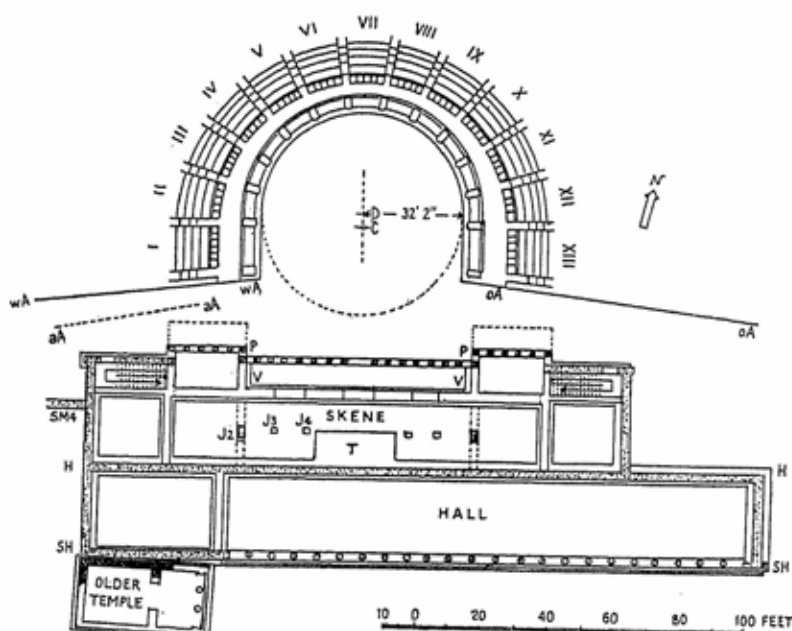 I II III IV V VI VII VIII IX X XI XII XIII
N
D — 32' 2"
C
wA wA oA oA
aA aA
P P
V V
SKENE
SM4
J2 J3 J4
T
H H
HALL
SH SH
OLDER
TEMPLE
10 0 20 40 60 80 100 FEET